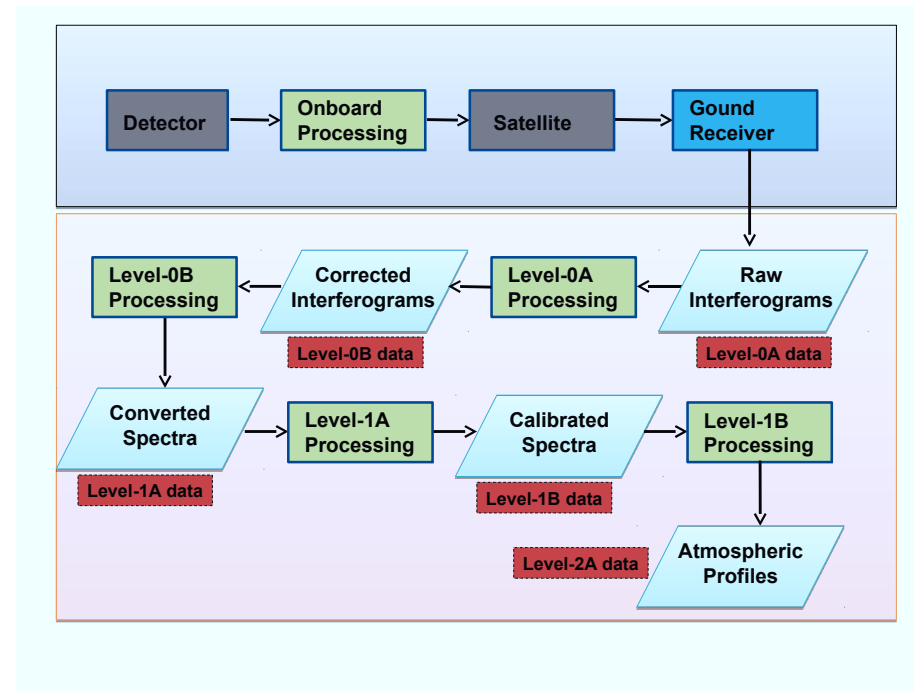 Detector
Onboard
Processing
Satellite
Gound
Receiver
Level-0B
Processing
Corrected
Interferograms
Level-0A
Processing
Raw
Interferograms
Level-0B data
Level-0A data
Converted
Spectra
Level-1A
Processing
Calibrated
Spectra
Level-1B
Processing
Level-1A data
Level-1B data
Level-2A data
Atmospheric
Profiles